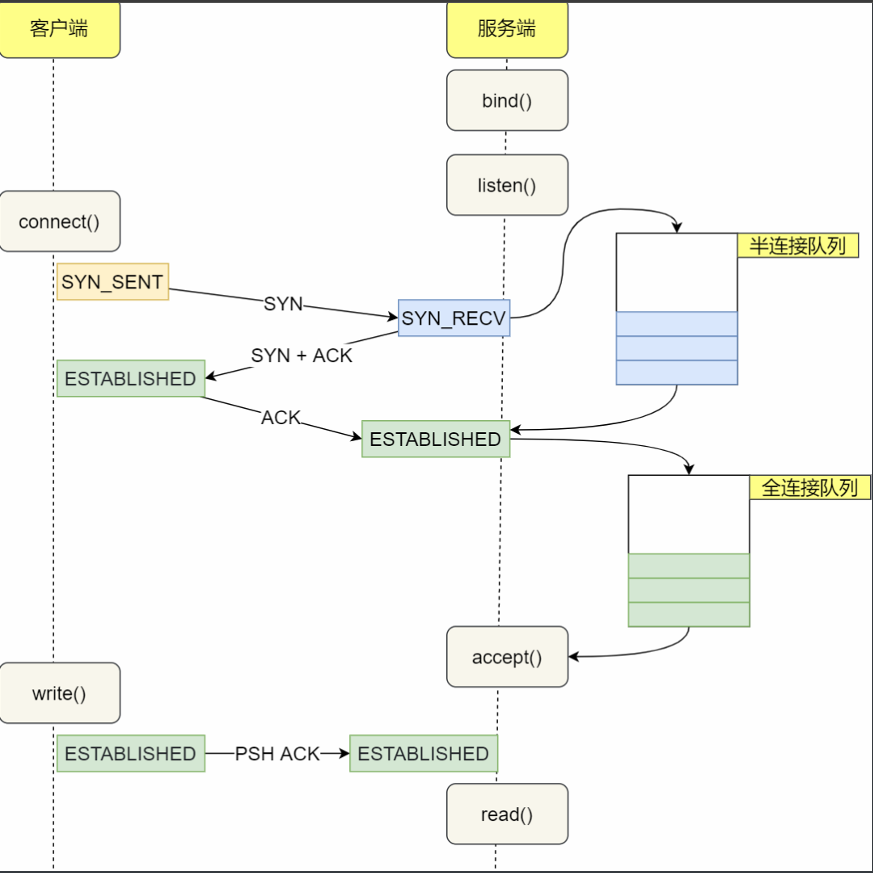 客户端
服务端
bind()
listen()
connect()
半连接队列
SYN_SENT
SYN
SYN_RECV
SYN + ACK
ESTABLISHED
ACK
ESTABLISHED
全连接队列
accept()
write()
ESTABLISHED
PSH ACK
ESTABLISHED
read()